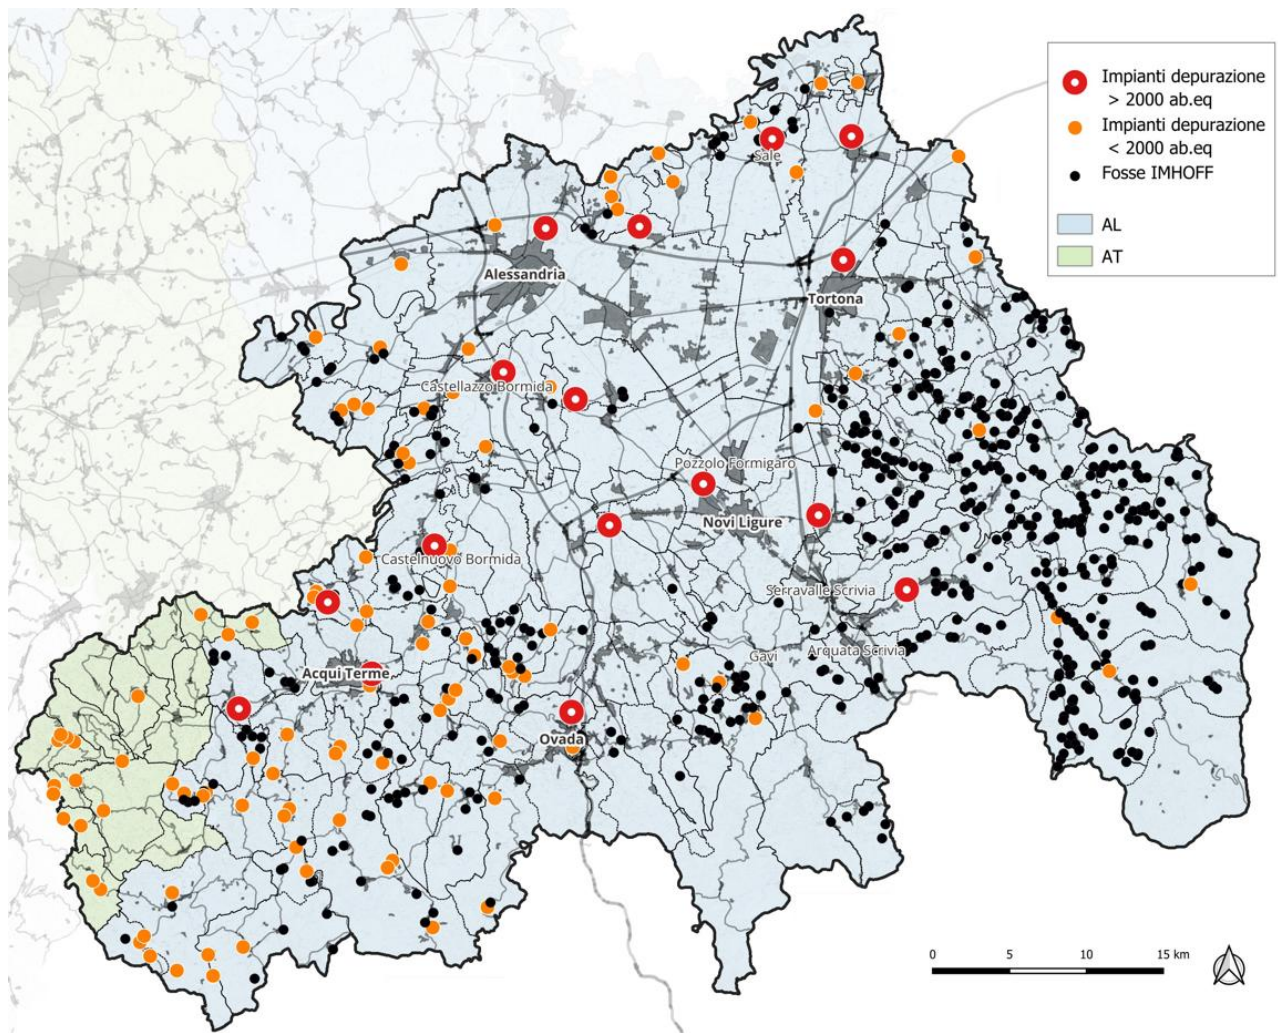 Impianti depurazione
> 2000 ab.eq
Impianti depurazione
< 2000 ab.eq
Fosse IMHOFF
AL
AT
Sale
Alessandria
Tortona
Castellazzo Bormida
Pozzolo Formigaro
Novi Ligure
Castelnuovo Bormida
Serravalle Scrivia
Gavi
Arquata Scrivia
Acqui Terme
Ovada
0 5 10 15 km